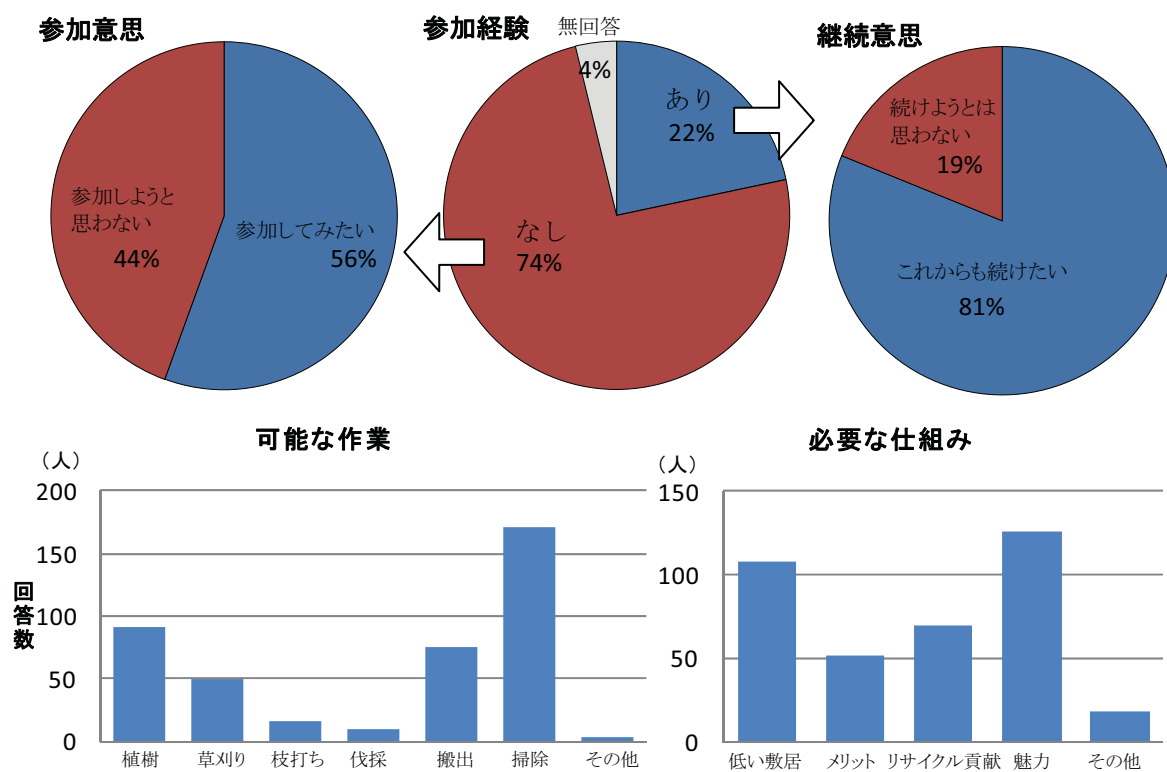 参加意思
参加しようと
思わない
44%
参加してみたい
56%
参加経験
無回答
4%
あり
22%
なし
74%
継続意思
続けようとは
思わない
19%
これからも続けたい
81%
可能な作業
（人）
回答数
200
150
100
50
0
植樹 草刈り 枝打ち 伐採 搬出 掃除 その他
必要な仕組み
（人）
150
100
50
0
低い敷居 メリット リサイクル貢献 魅力 その他